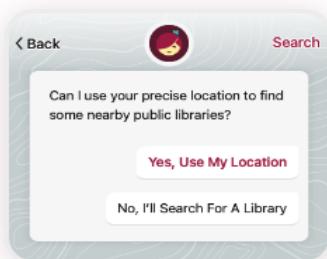 Back
Search
Can I use your precise location to find
some nearby public libraries?
Yes, Use My Location
No, I'll Search For A Library